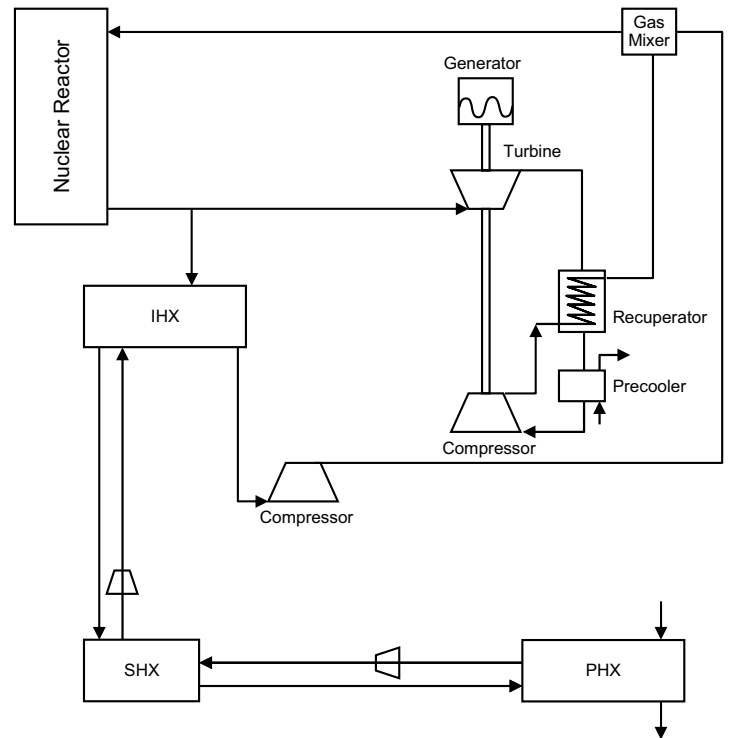 Nuclear Reactor
Gas
Mixer
Generator
Turbine
IHX
Recuperator
Precooler
Compressor
Compressor
SHX
PHX